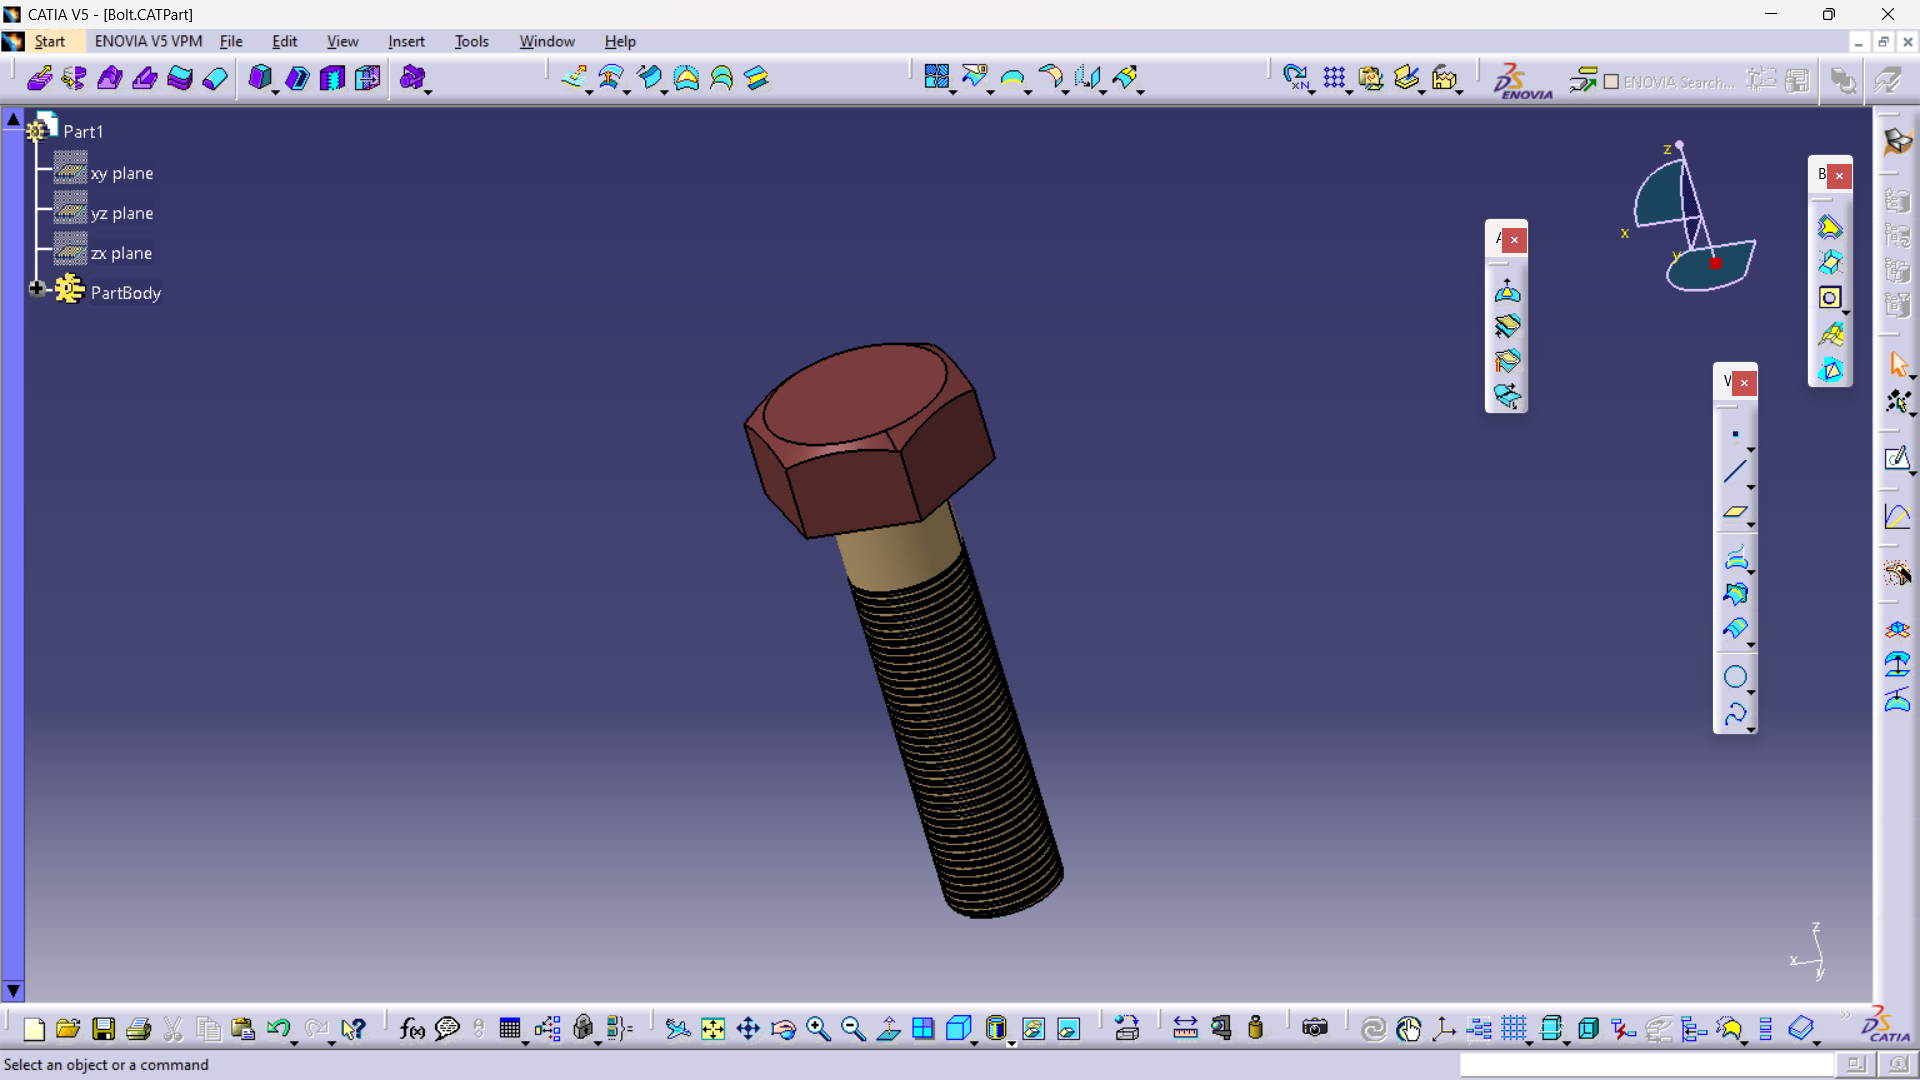 CATIA V5 - [Bolt.CATPart]
Start ENOVIA V5 VPM File Edit View Insert Tools Window Help
ENOVIA
ENOVIA Search...
Part1
xy plane
yz plane
zx plane
PartBody
z
x
y
B
V
f(x)
z
x
y
CATIA
Select an object or a command